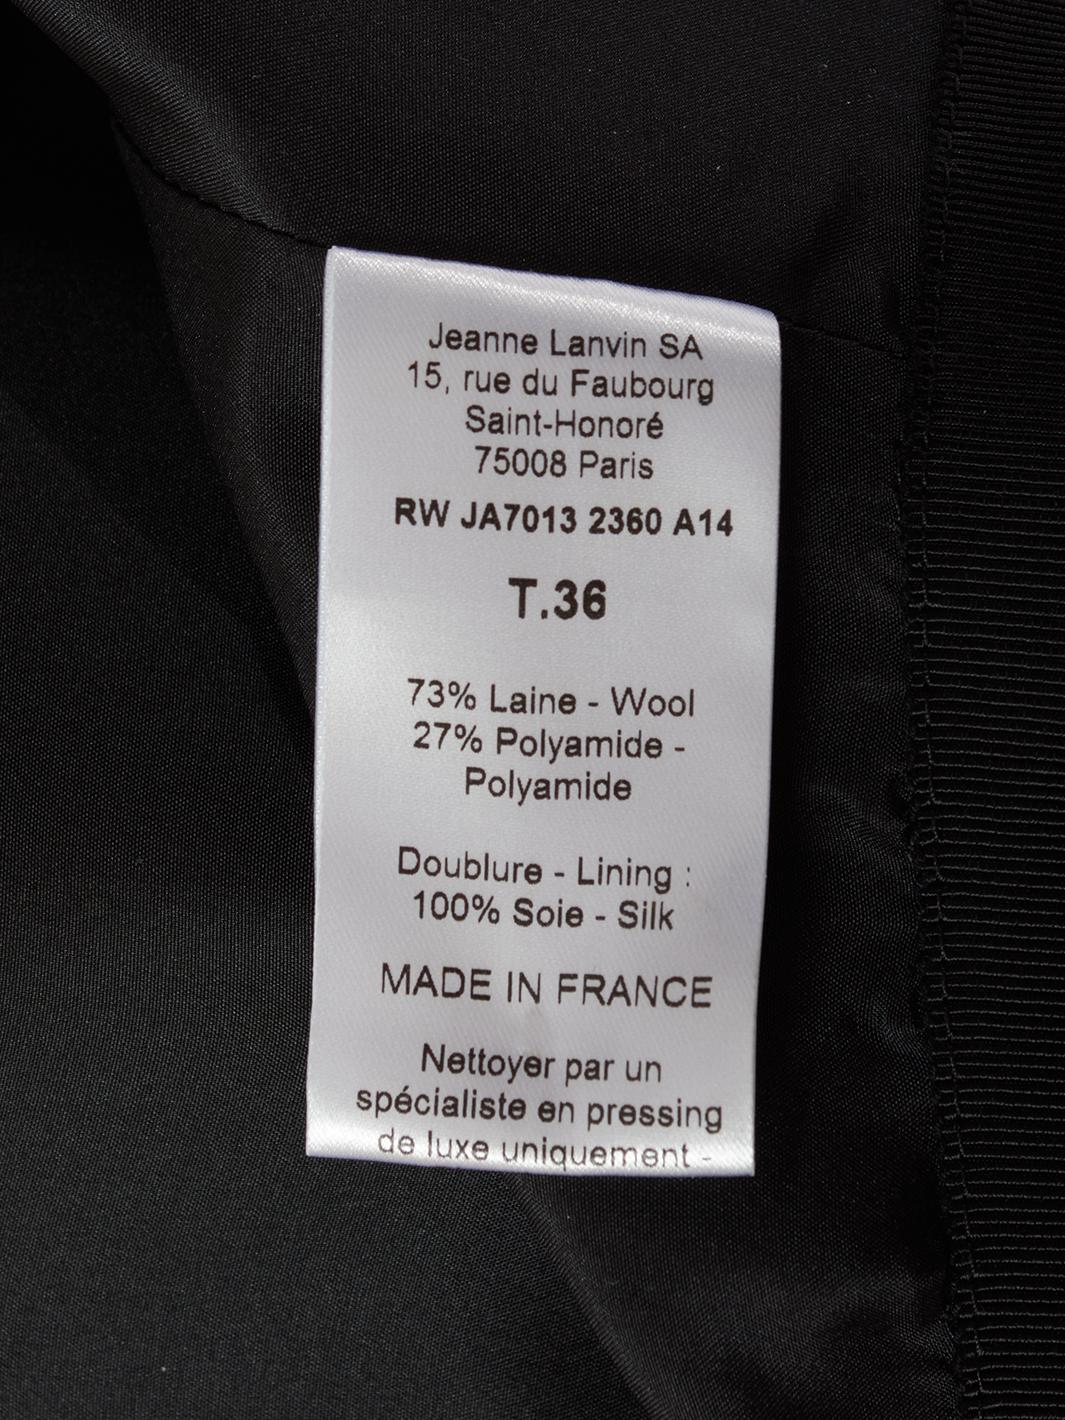 Jeanne Lanvin SA
15, rue du Faubourg
Saint-Honoré
75008 Paris
RW JA7013 2360 A14
T.36
73% Laine - Wool
27% Polyamide -
Polyamide
Doublure - Lining :
100% Soie - Silk
MADE IN FRANCE
Nettoyer par un
spécialiste en pressing
de luxe uniquement -